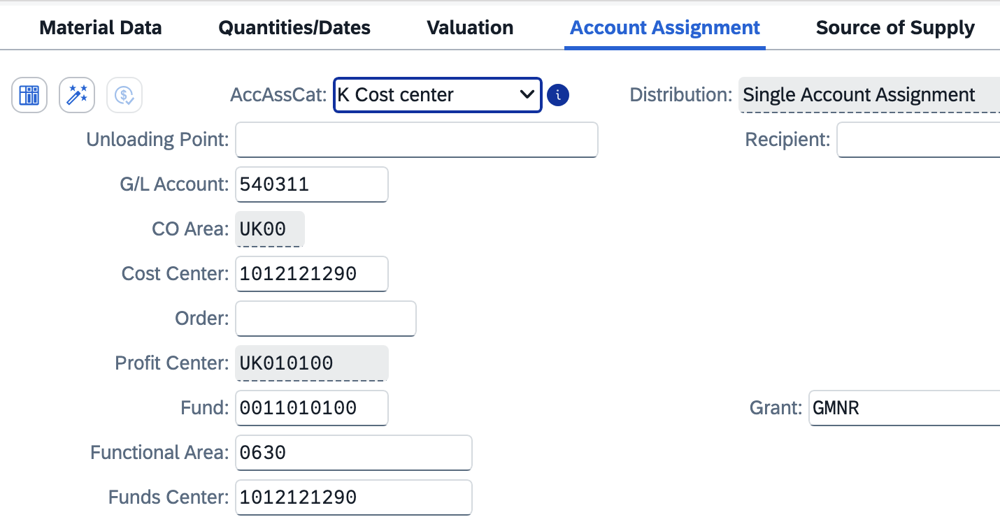 Material Data Quantities/Dates Valuation Account Assignment Source of Supply
AccAssCat: K Cost center i Distribution: Single Account Assignment
Unloading Point: Recipient:
G/L Account: 540311
CO Area: UK00
Cost Center: 1012121290
Order:
Profit Center: UK010100
Fund: 0011010100 Grant: GMNR
Functional Area: 0630
Funds Center: 1012121290